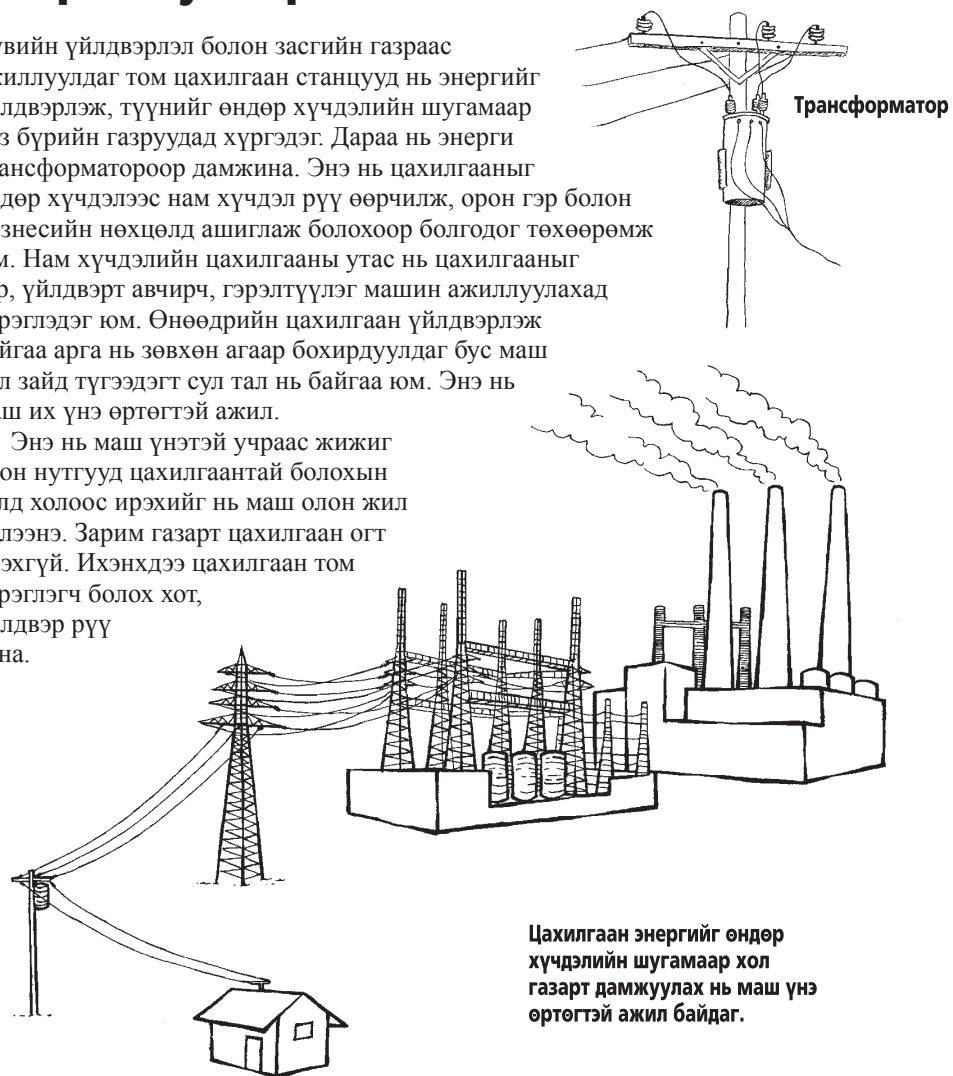 увийн үйлдвэрлэл болон засгийн газраас
жиллуулдаг том цахилгаан станцууд нь энергийг
йлдвэрлэж, түүнийг өндөр хүчдэлийн шугамаар
з бүрийн газруудад хүргэдэг. Дараа нь энерги
ансформатороор дамжина. Энэ нь цахилгааныг
дөр хүчдэлээс нам хүчдэл рүү өөрчилж, орон гэр болон
знесийн нөхцөлд ашиглаж болохоор болгодог төхөөрөмж
м. Нам хүчдэлийн цахилгааны утас нь цахилгааныг
р, үйлдвэрт авчирч, гэрэлтүүлэг машин ажиллуулахад
рэглэдэг юм. Өнөөдрийн цахилгаан үйлдвэрлэж
йгаа арга нь зөвхөн агаар бохирдуулдаг бус маш
л зайд түгээдэгт сул тал нь байгаа юм. Энэ нь
аш их үнэ өртөгтэй ажил.
Энэ нь маш үнэтэй учраас жижиг
он нутгууд цахилгаантай болохын
лд холоос ирэхийг нь маш олон жил
лээнэ. Зарим газарт цахилгаан огт
эхгүй. Ихэнхдээ цахилгаан том
рэглэгч болох хот,
лдвэр рүү
на.
Трансформатор
Цахилгаан энергийг өндөр
хүчдэлийн шугамаар хол
газарт дамжуулах нь маш үнэ
өртөгтэй ажил байдаг.